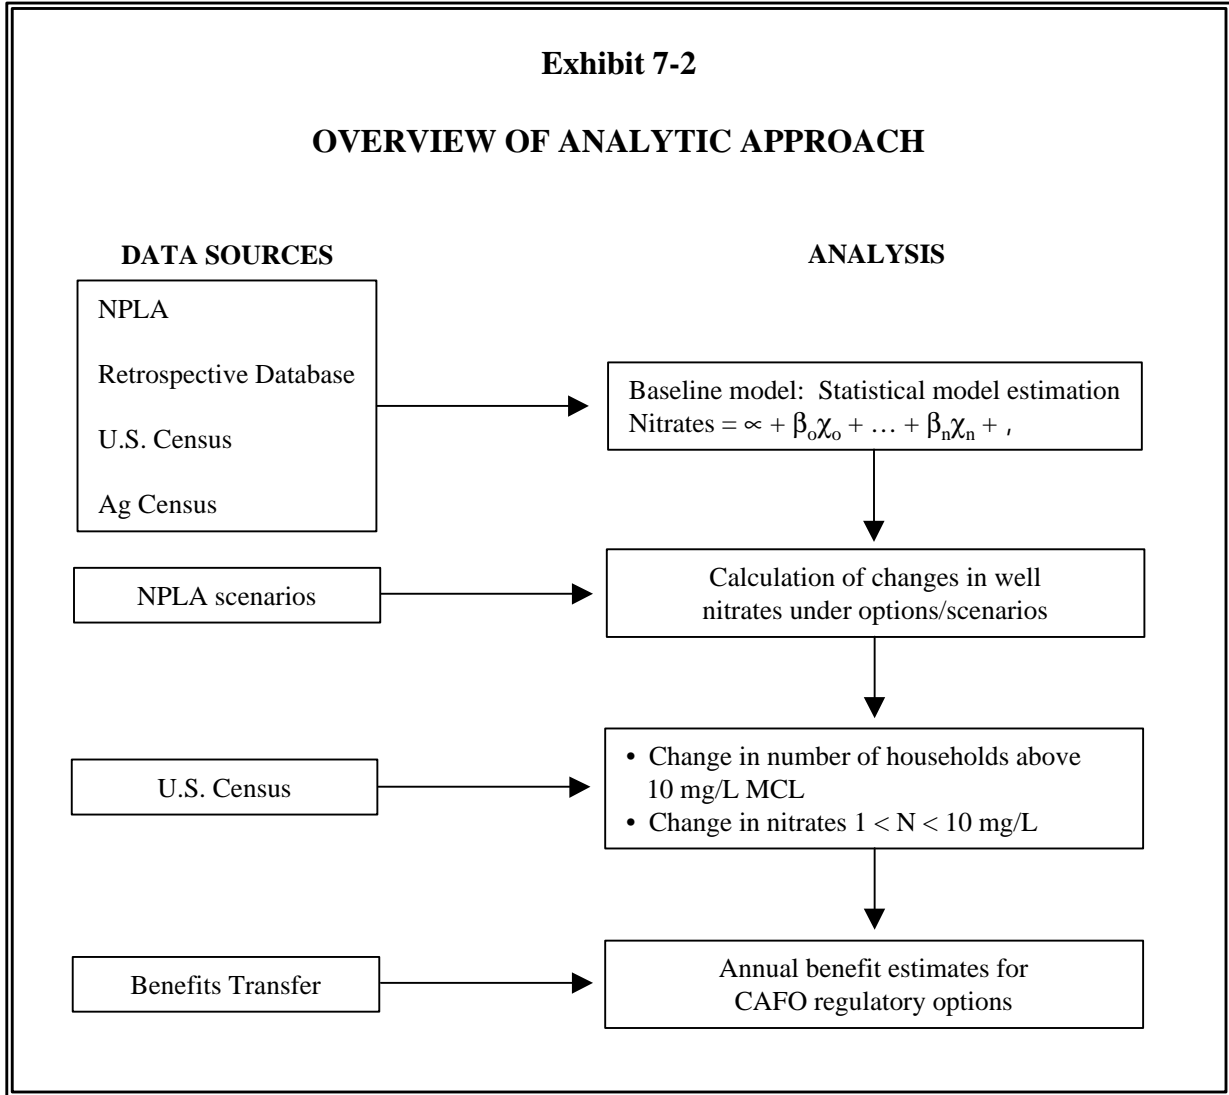 Exhibit 7-2
OVERVIEW OF ANALYTIC APPROACH
DATA SOURCES
NPLA
Retrospective Database
U.S. Census
Ag Census
ANALYSIS
Baseline model: Statistical model estimation
Nitrates = ∝ + βₒχₒ + … + βₙχₙ + ,
NPLA scenarios
Calculation of changes in well
nitrates under options/scenarios
U.S. Census
• Change in number of households above
10 mg/L MCL
• Change in nitrates 1 < N < 10 mg/L
Benefits Transfer
Annual benefit estimates for
CAFO regulatory options